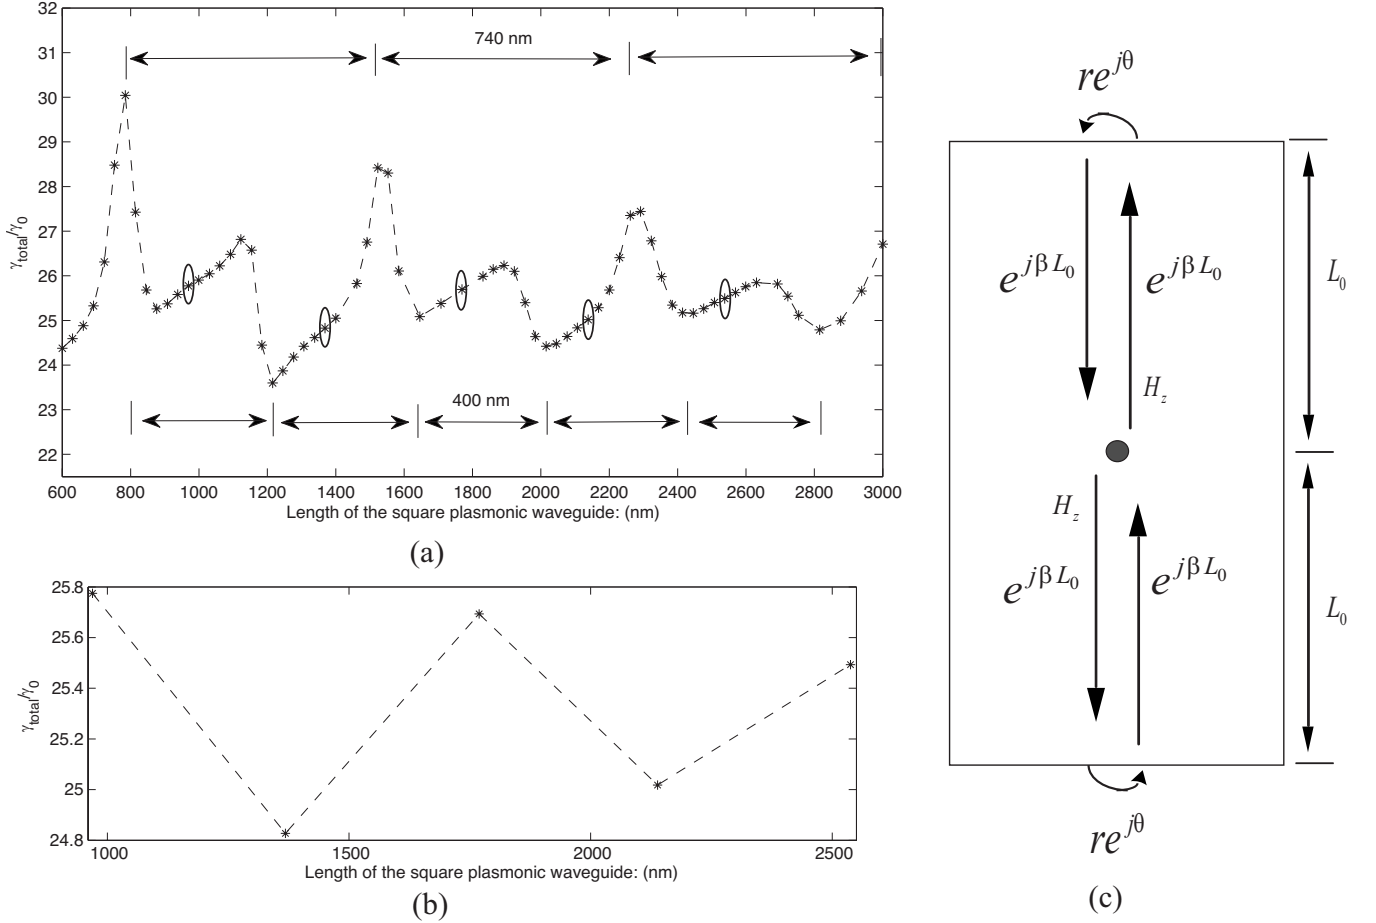 32
31
30
29
28
27
26
25
24
23
22
γtotal/γ0
740 nm
400 nm
600 800 1000 1200 1400 1600 1800 2000 2200 2400 2600 2800 3000
Length of the square plasmonic waveguide: (nm)
(a)
25.8
25.6
25.4
25.2
25
24.8
γtotal/γ0
1000 1500 2000 2500
Length of the square plasmonic waveguide: (nm)
(b)
re^{jθ}
e^{jβL0} e^{jβL0}
L0
Hz
Hz
e^{jβL0} e^{jβL0}
L0
re^{jθ}
(c)